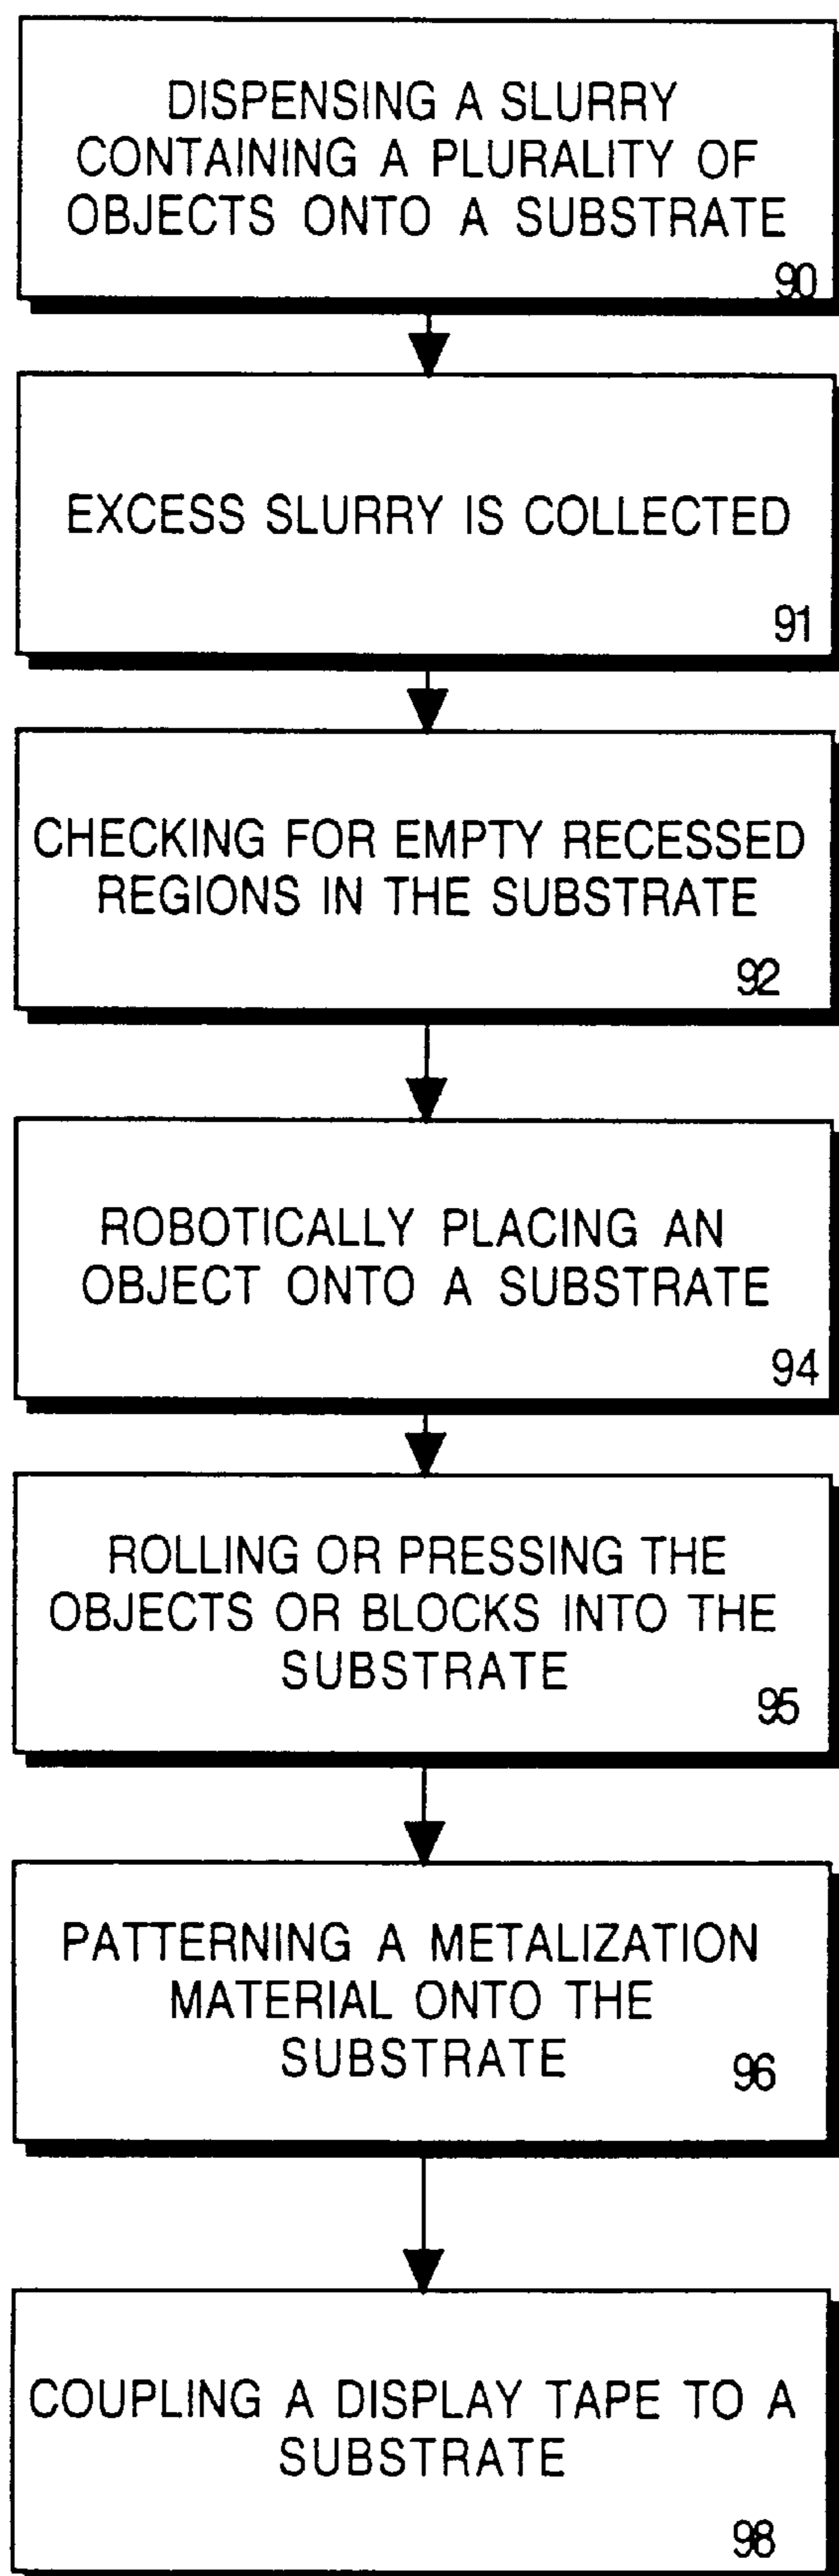 DISPENSING A SLURRY
CONTAINING A PLURALITY OF
OBJECTS ONTO A SUBSTRATE
90
EXCESS SLURRY IS COLLECTED
91
CHECKING FOR EMPTY RECESSED
REGIONS IN THE SUBSTRATE
92
ROBOTICALLY PLACING AN
OBJECT ONTO A SUBSTRATE
94
ROLLING OR PRESSING THE
OBJECTS OR BLOCKS INTO THE
SUBSTRATE
95
PATTERNING A METALIZATION
MATERIAL ONTO THE
SUBSTRATE
96
COUPLING A DISPLAY TAPE TO A
SUBSTRATE
98